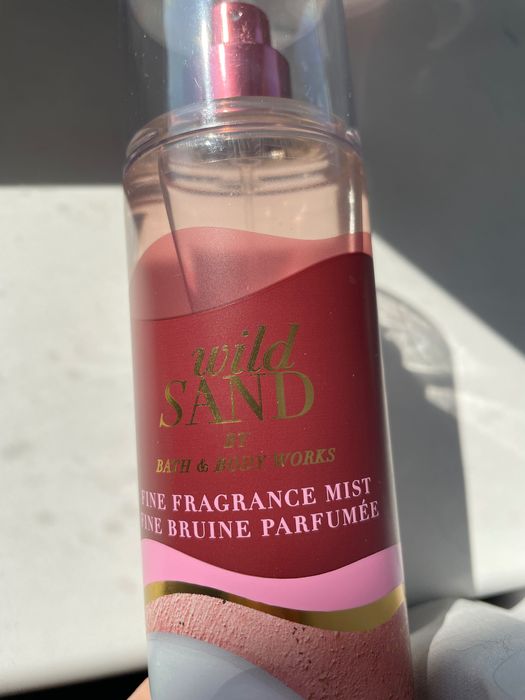 wild
SAND
BY
BATH & BODY WORKS
FINE FRAGRANCE MIST
FINE BRUINE PARFUMÉE